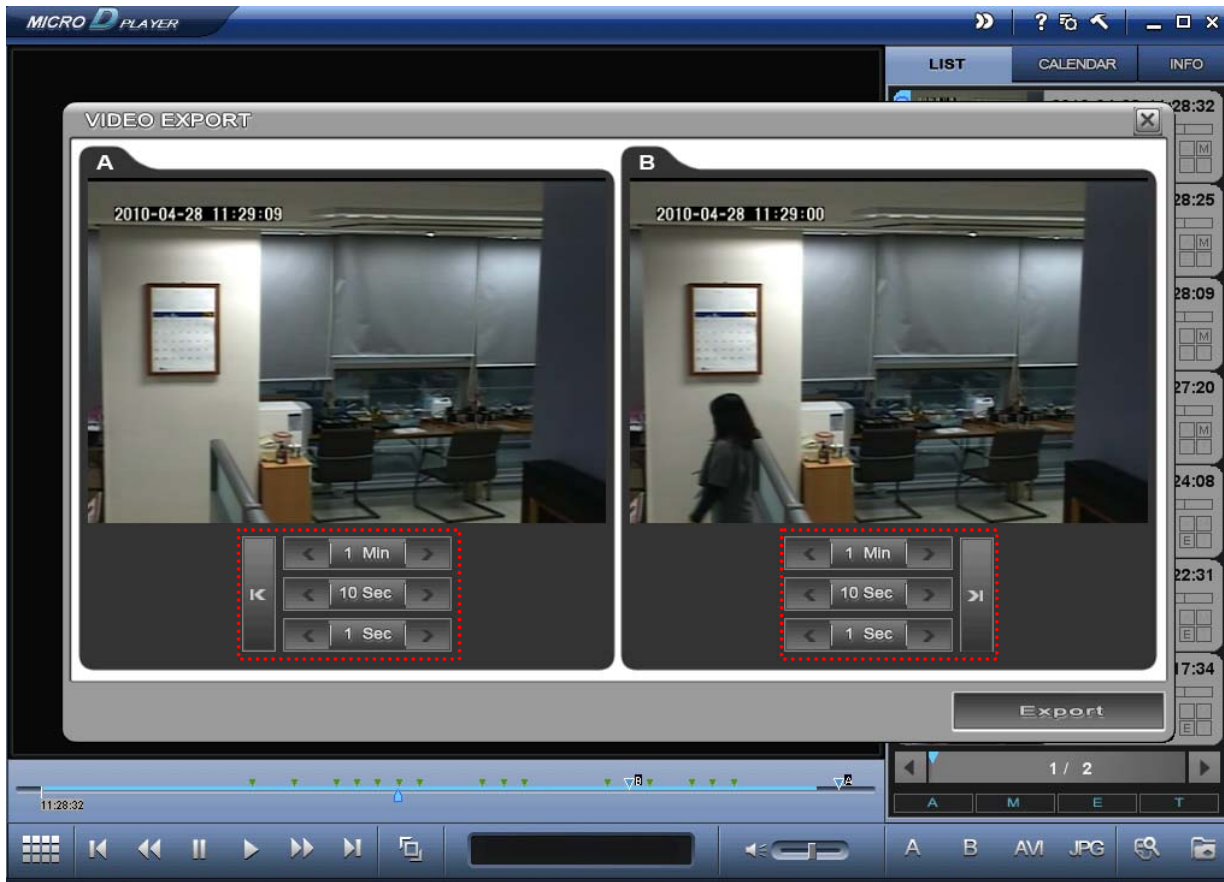 MICRO D PLAYER
?
LIST CALENDAR INFO
28:32
VIDEO EXPORT
M
A
B
2010-04-28 11:29:09
2010-04-28 11:29:00
28:25
M
28:09
M
27:20
M
24:08
E
1 Min
1 Min
10 Sec
10 Sec
1 Sec
1 Sec
22:31
E
17:34
E
Export
1 / 2
B
A
11:28:32
A M E T
A B AVI JPG